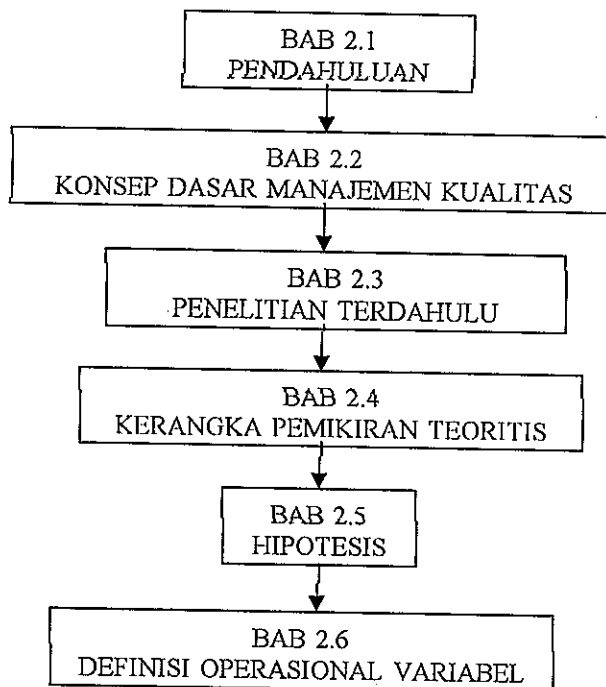 BAB 2.1
PENDAHULUAN
BAB 2.2
KONSEP DASAR MANAJEMEN KUALITAS
BAB 2.3
PENELITIAN TERDAHULU
BAB 2.4
KERANGKA PEMIKIRAN TEORITIS
BAB 2.5
HIPOTESIS
BAB 2.6
DEFINISI OPERASIONAL VARIABEL